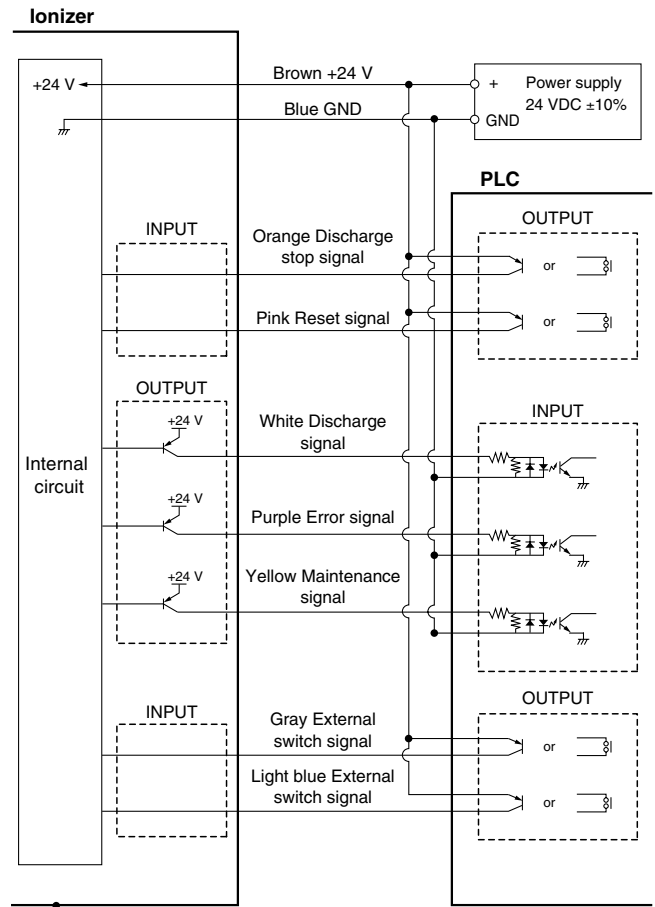 Ionizer
+24 V
Brown +24 V
+
Power supply
24 VDC ±10%
Blue GND
GND
PLC
INPUT
OUTPUT
Orange Discharge
stop signal
or
Pink Reset signal
or
OUTPUT
INPUT
+24 V
White Discharge
signal
Internal
circuit
+24 V
Purple Error signal
+24 V
Yellow Maintenance
signal
INPUT
OUTPUT
Gray External
switch signal
or
Light blue External
switch signal
or